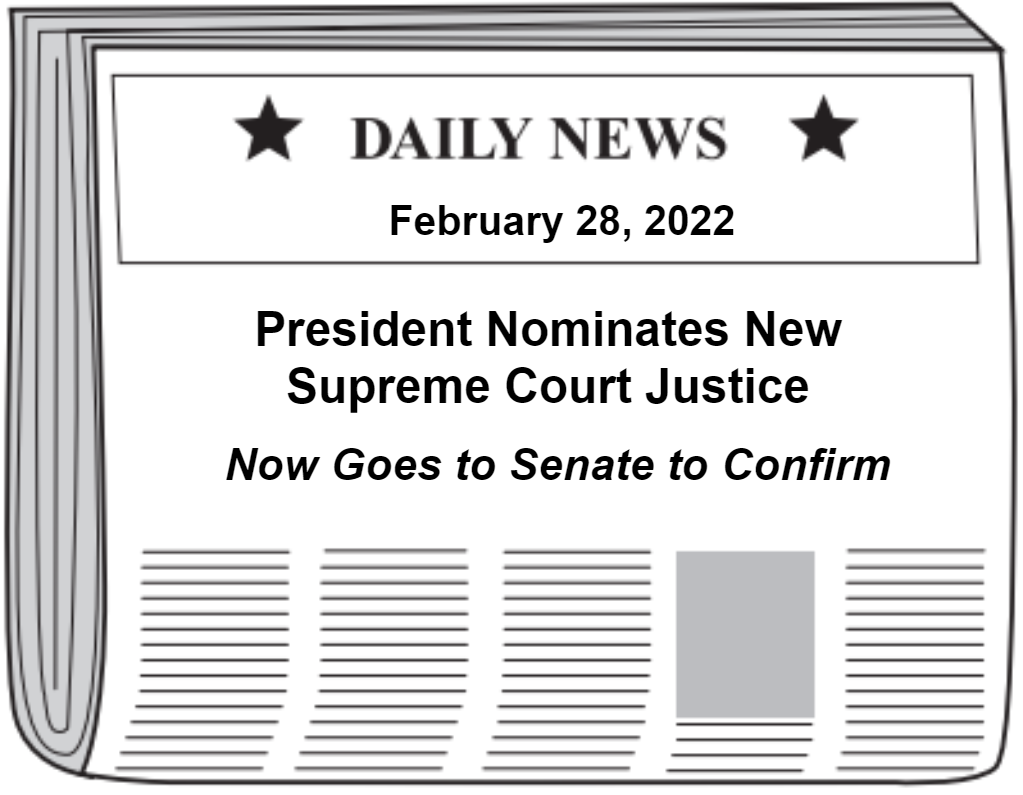 DAILY NEWS
February 28, 2022
President Nominates New
Supreme Court Justice
Now Goes to Senate to Confirm